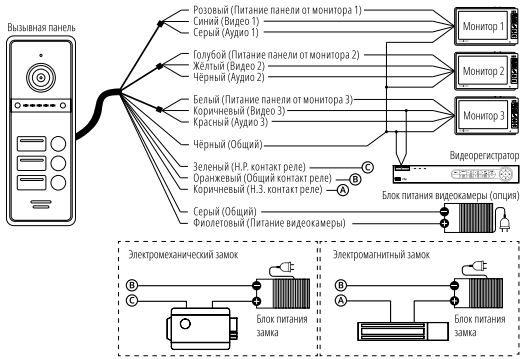 Вызывная панель
Розовый (Питание панели от монитора 1)
Синий (Видео 1)
Серый (Аудио 1)
Монитор 1
Голубой (Питание панели от монитора 2)
Жёлтый (Видео 2)
Чёрный (Аудио 2)
Монитор 2
Белый (Питание панели от монитора 3)
Коричневый (Видео 3)
Красный (Аудио 3)
Монитор 3
Чёрный (Общий)
Видеорегистратор
Зеленый (Н.Р. контакт реле) C
Оранжевый (Общий контакт реле) B
Коричневый (Н.З. контакт реле) A
Блок питания видеокамеры (опция)
Серый (Общий)
Фиолетовый (Питание видеокамеры)
Электромеханический замок
B
C
Блок питания
замка
Электромагнитный замок
B
A
Блок питания
замка